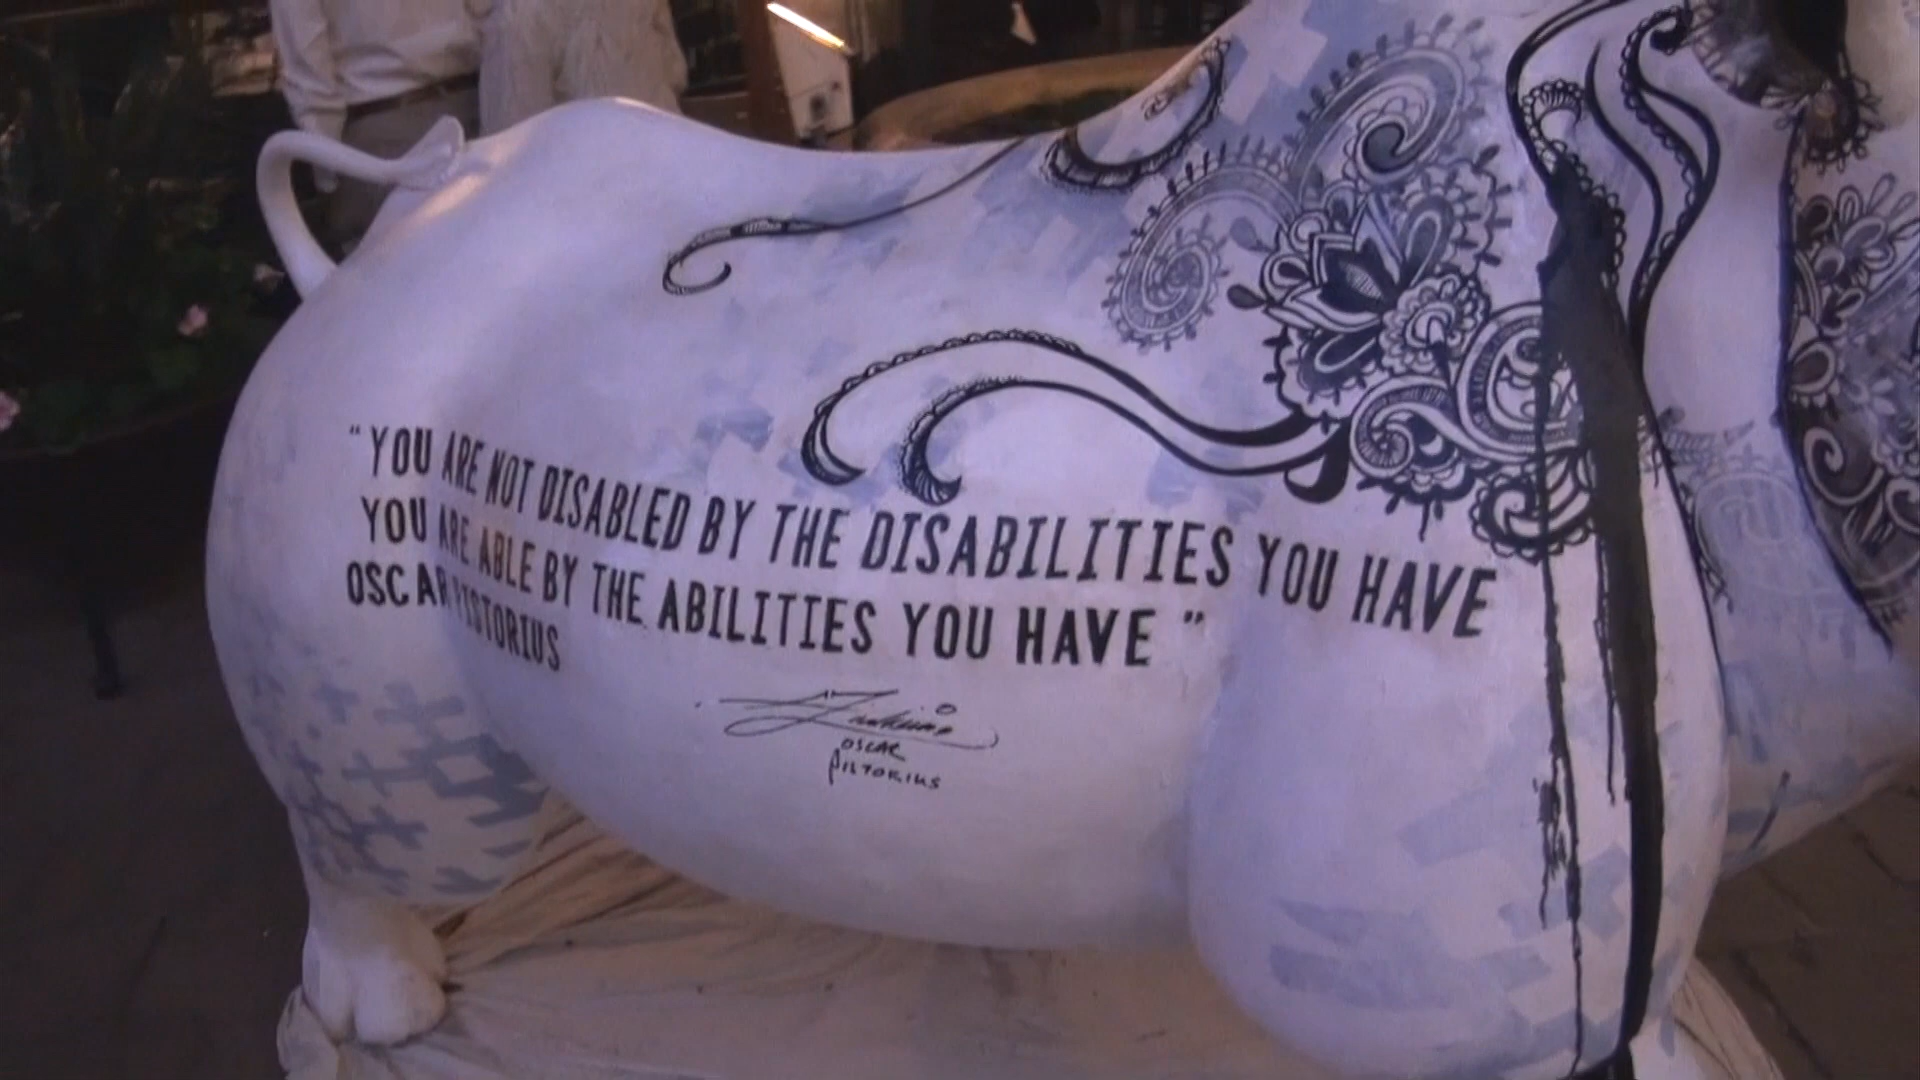 “YOU ARE NOT DISABLED BY THE DISABILITIES YOU HAVE
YOU ARE ABLE BY THE ABILITIES YOU HAVE”
OSCAR PISTORIUS
OSCAR
PISTORIUS